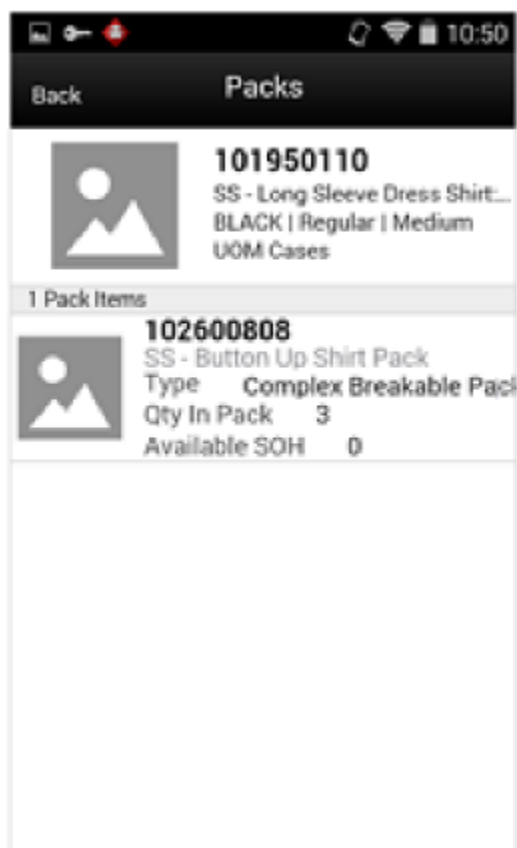 10:50
Back
Packs
101950110
SS - Long Sleeve Dress Shirt:...
BLACK | Regular | Medium
UOM Cases
1 Pack Items
102600808
SS - Button Up Shirt Pack
Type Complex Breakable Pack
Qty In Pack 3
Available SOH 0